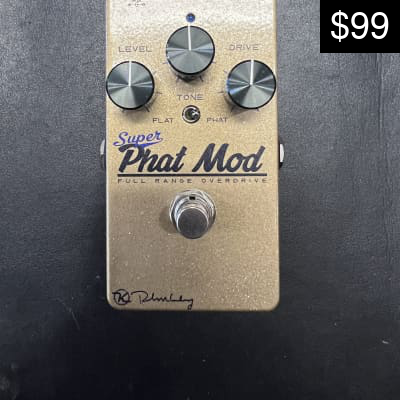 $99
LEVEL DRIVE
TONE
FLAT PHAT
Super
Phat Mod
FULL RANGE OVERDRIVE